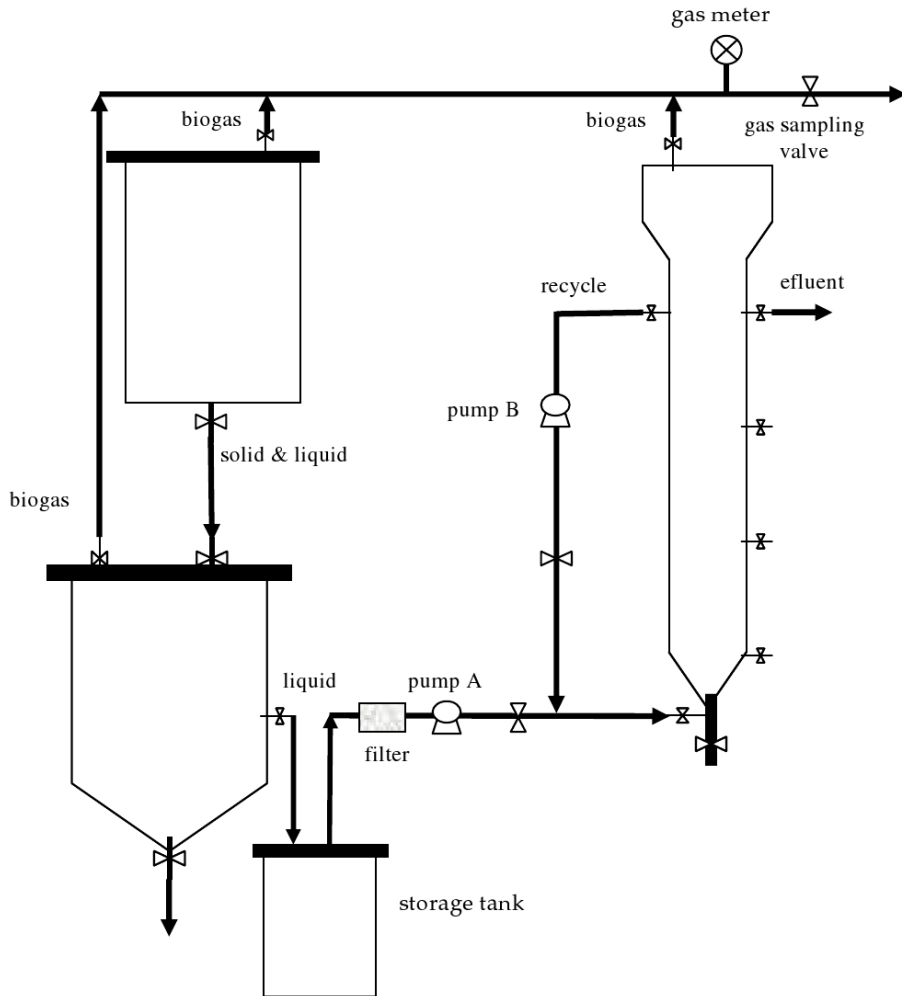 gas meter
biogas
biogas
gas sampling
valve
recycle
efluent
pump B
solid & liquid
biogas
liquid
pump A
filter
storage tank